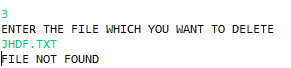 3
ENTER THE FILE WHICH YOU WANT TO DELETE
JHDF.TXT
FILE NOT FOUND